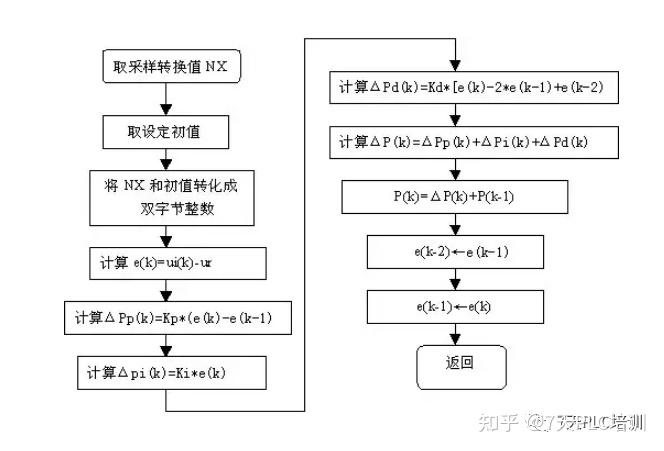 取采样转换值 NX
取设定初值
将 NX 和初值转化成
双字节整数
计算 e(k)=ui(k)-ur
计算△Pp(k)=Kp*(e(k)-e(k-1)
计算△pi(k)=Ki*e(k)
计算△Pd(k)=Kd*[e(k)-2*e(k-1)+e(k-2)
计算△P(k)=△Pp(k)+△Pi(k)+△Pd(k)
P(k)=△P(k)+P(k-1)
e(k-2)←e(k-1)
e(k-1)←e(k)
返回
知乎 @
PLC培训